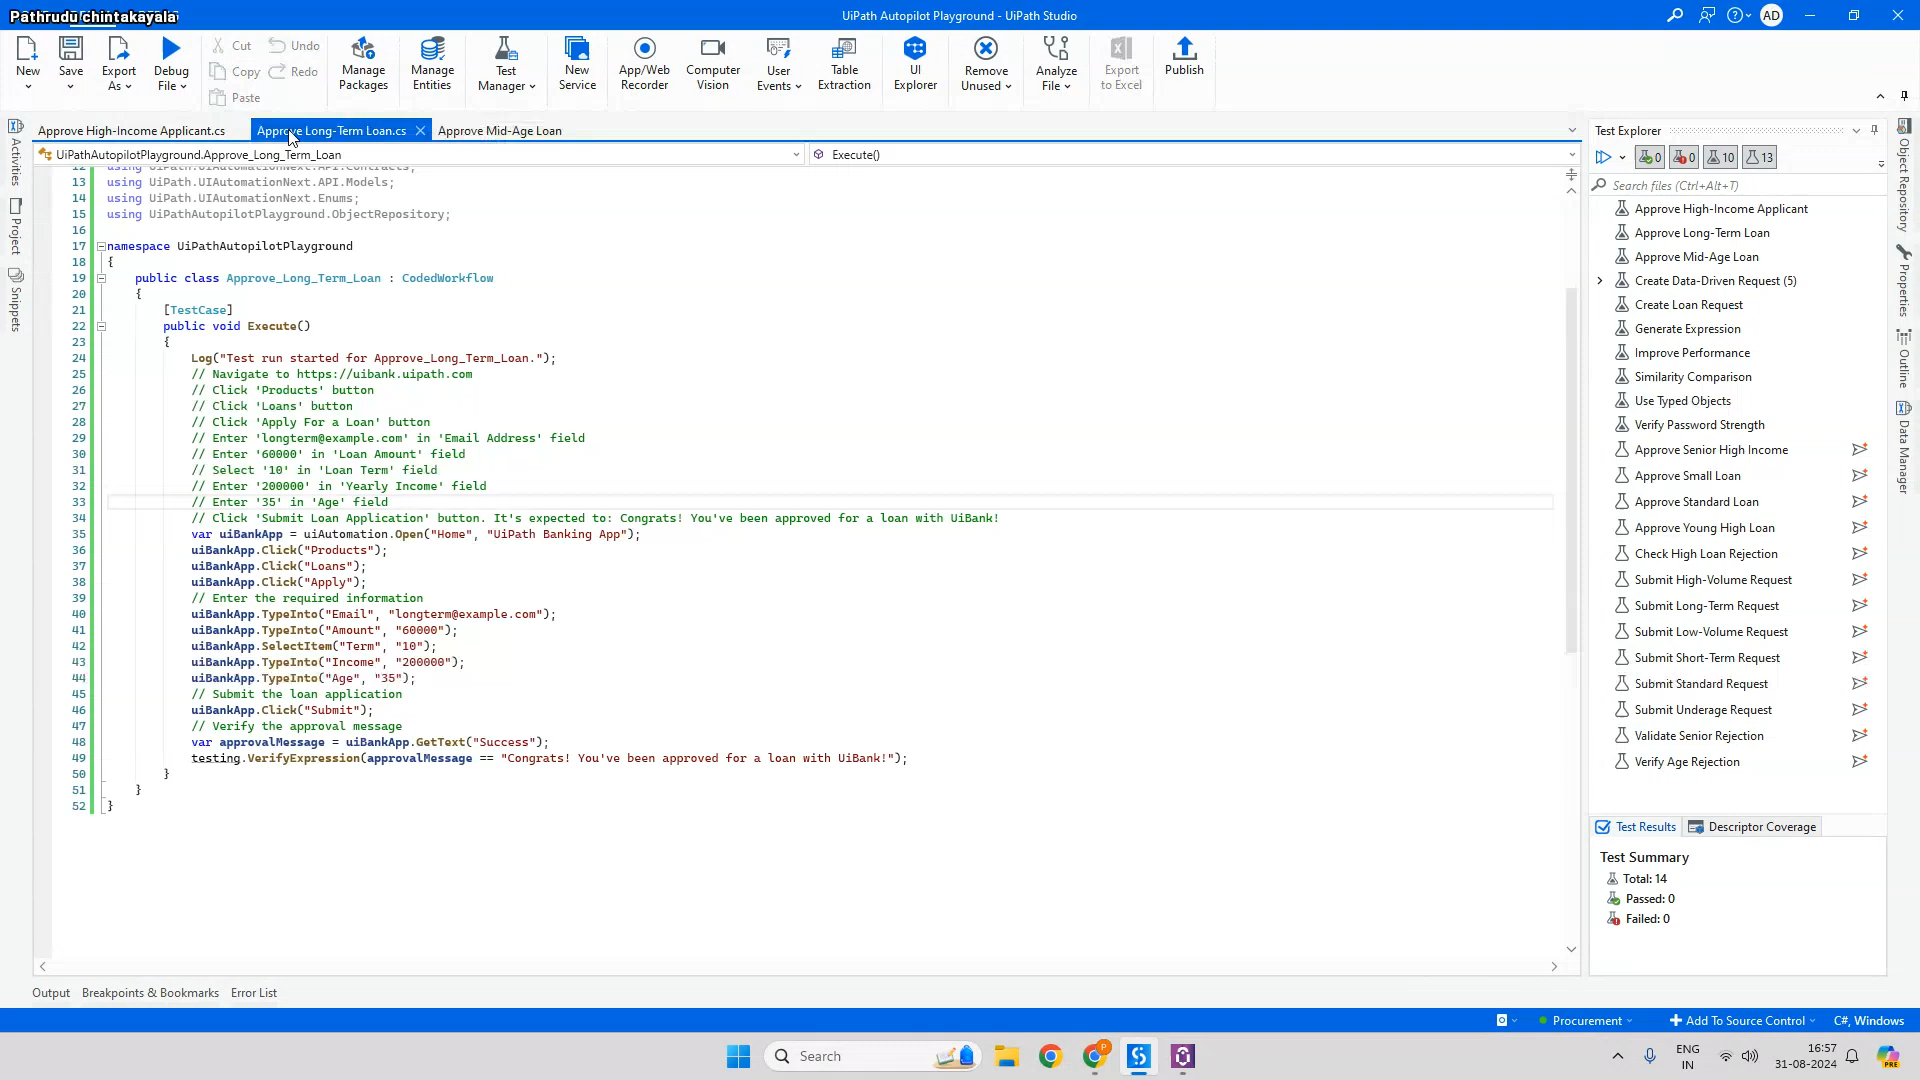 Pathrudu chintakayala
UiPath Autopilot Playground - UiPath Studio
AD
New
Save
Export As
Debug File
Cut
Copy
Paste
Undo
Redo
Manage Packages
Manage Entities
Test Manager
New Service
App/Web Recorder
Computer Vision
User Events
Table Extraction
UI Explorer
Remove Unused
Analyze File
Export to Excel
Publish
Approve High-Income Applicant.cs
Approve Long-Term Loan.cs
Approve Mid-Age Loan
UiPathAutopilotPlayground.Approve_Long_Term_Loan
Execute()
Activities
Project
Snippets
12 using UiPath.UIAutomationNext.API.Contracts;
13 using UiPath.UIAutomationNext.API.Models;
14 using UiPath.UIAutomationNext.Enums;
15 using UiPathAutopilotPlayground.ObjectRepository;
16
17 namespace UiPathAutopilotPlayground
18 {
19 public class Approve_Long_Term_Loan : CodedWorkflow
20 {
21 [TestCase]
22 public void Execute()
23 {
24 Log("Test run started for Approve_Long_Term_Loan.");
25 // Navigate to https://uibank.uipath.com
26 // Click 'Products' button
27 // Click 'Loans' button
28 // Click 'Apply For a Loan' button
29 // Enter 'longterm@example.com' in 'Email Address' field
30 // Enter '60000' in 'Loan Amount' field
31 // Select '10' in 'Loan Term' field
32 // Enter '200000' in 'Yearly Income' field
33 // Enter '35' in 'Age' field
34 // Click 'Submit Loan Application' button. It's expected to: Congrats! You've been approved for a loan with UiBank!
35 var uiBankApp = uiAutomation.Open("Home", "UiPath Banking App");
36 uiBankApp.Click("Products");
37 uiBankApp.Click("Loans");
38 uiBankApp.Click("Apply");
39 // Enter the required information
40 uiBankApp.TypeInto("Email", "longterm@example.com");
41 uiBankApp.TypeInto("Amount", "60000");
42 uiBankApp.SelectItem("Term", "10");
43 uiBankApp.TypeInto("Income", "200000");
44 uiBankApp.TypeInto("Age", "35");
45 // Submit the loan application
46 uiBankApp.Click("Submit");
47 // Verify the approval message
48 var approvalMessage = uiBankApp.GetText("Success");
49 testing.VerifyExpression(approvalMessage == "Congrats! You've been approved for a loan with UiBank!");
50 }
51 }
52 }
Test Explorer
0
0
10
13
Search files (Ctrl+Alt+T)
Approve High-Income Applicant
Approve Long-Term Loan
Approve Mid-Age Loan
Create Data-Driven Request (5)
Create Loan Request
Generate Expression
Improve Performance
Similarity Comparison
Use Typed Objects
Verify Password Strength
Approve Senior High Income
Approve Small Loan
Approve Standard Loan
Approve Young High Loan
Check High Loan Rejection
Submit High-Volume Request
Submit Long-Term Request
Submit Low-Volume Request
Submit Short-Term Request
Submit Standard Request
Submit Underage Request
Validate Senior Rejection
Verify Age Rejection
Test Results
Descriptor Coverage
Test Summary
Total: 14
Passed: 0
Failed: 0
Object Repository
Properties
Outline
Data Manager
Output
Breakpoints & Bookmarks
Error List
Procurement
Add To Source Control
C#, Windows
Search
P
ENG
IN
16:57
31-08-2024
PRE